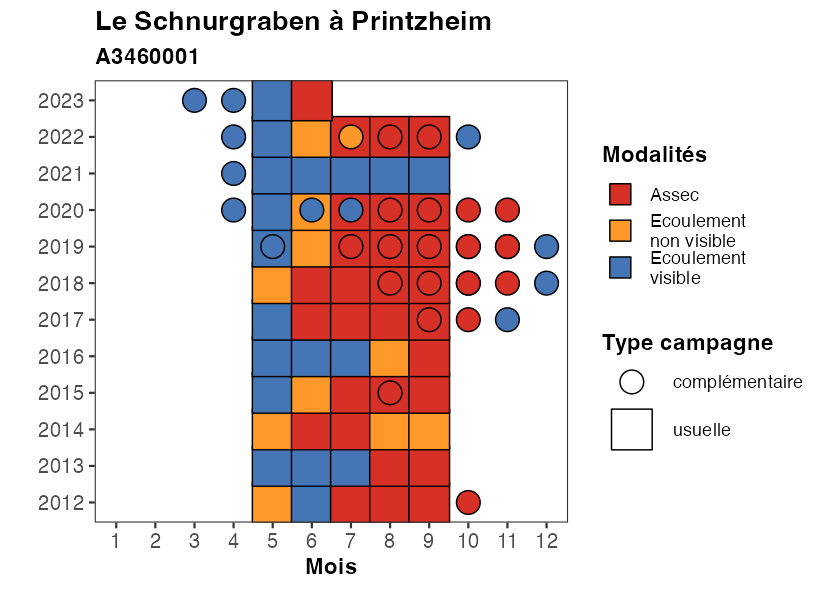 Le Schnurgraben à Printzheim
A3460001
2023
2022
2021
2020
2019
2018
2017
2016
2015
2014
2013
2012
1 2 3 4 5 6 7 8 9 10 11 12
Mois
Modalités
Assec
Ecoulement
non visible
Ecoulement
visible
Type campagne
complémentaire
usuelle